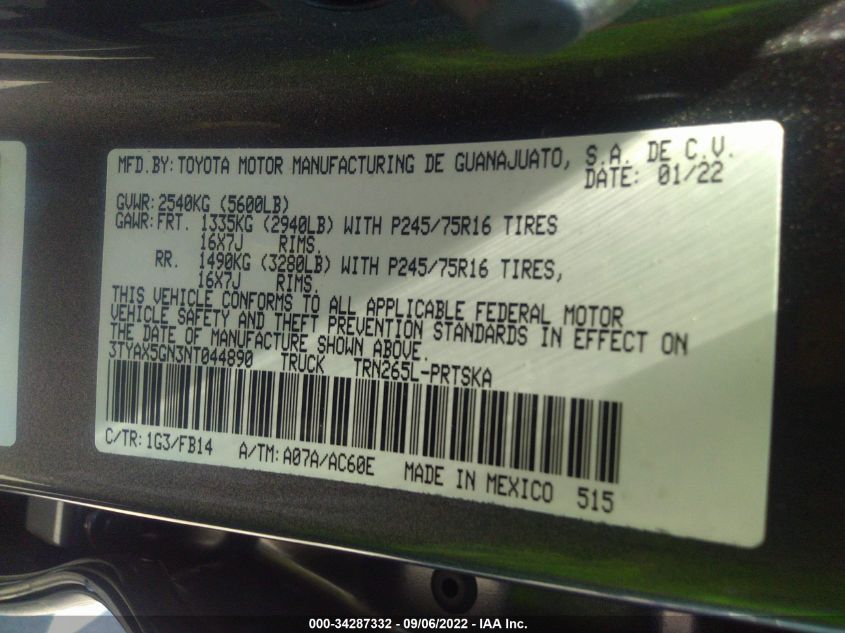 MFD.BY: TOYOTA MOTOR MANUFACTURING DE GUANAJUATO, S.A. DE C.V.
DATE: 01/22
GVWR: 2540KG (5600LB)
GAWR: FRT. 1335KG (2940LB) WITH P245/75R16 TIRES
16X7J RIMS.
RR. 1490KG (3280LB) WITH P245/75R16 TIRES,
16X7J RIMS.
THIS VEHICLE CONFORMS TO ALL APPLICABLE FEDERAL MOTOR
VEHICLE SAFETY AND THEFT PREVENTION STANDARDS IN EFFECT ON
THE DATE OF MANUFACTURE SHOWN ABOVE.
3TYAX5GN3NT044890 TRUCK TRN265L-PRTSKA
C/TR: 1G3/FB14 A/TM: A07A/AC60E MADE IN MEXICO 515
000-34287332 - 09/06/2022 - IAA Inc.